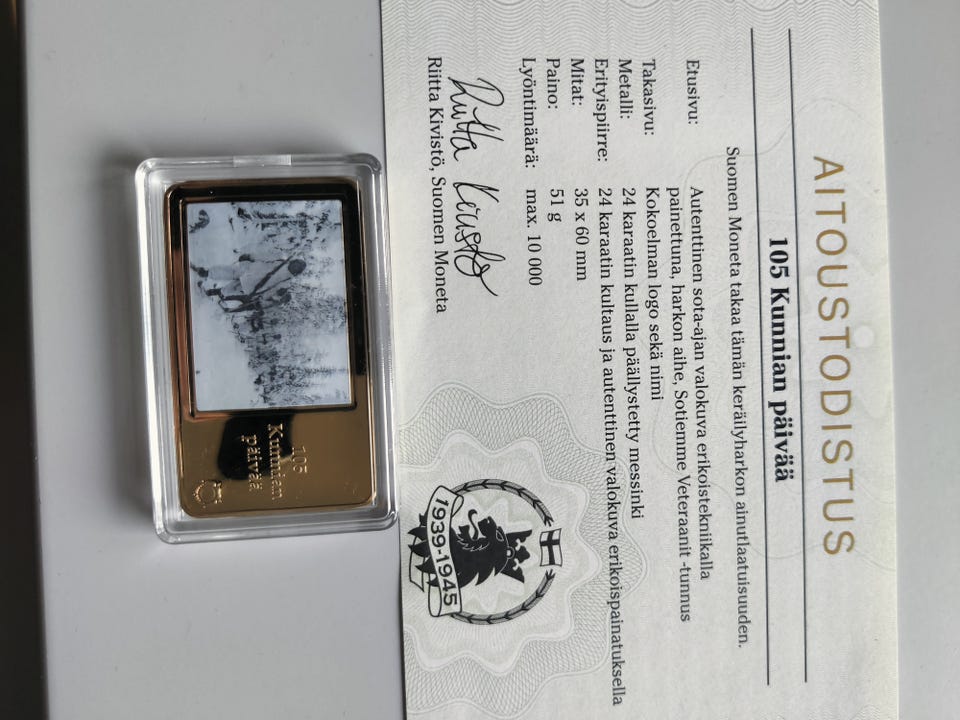 AITOUSTODISTUS
105 Kunnian päivää
Suomen Moneta takaa tämän keräilyharkon ainutlaatuisuuden.
Etusivu: Autenttinen sota-ajan valokuva erikoistekniikalla
painettuna, harkon aihe, Sotiemme Veteraanit -tunnus
Takasivu: Kokoelman logo sekä nimi
Metalli: 24 karaatin kullalla päällystetty messinki
Erityispiirre: 24 karaatin kultaus ja autenttinen valokuva erikoispainatuksella
Mitat: 35 x 60 mm
Paino: 51 g
Lyöntimäärä: max. 10 000
Riitta Kivistö
Riitta Kivistö, Suomen Moneta
1939-1945
105
Kunnian
päivää